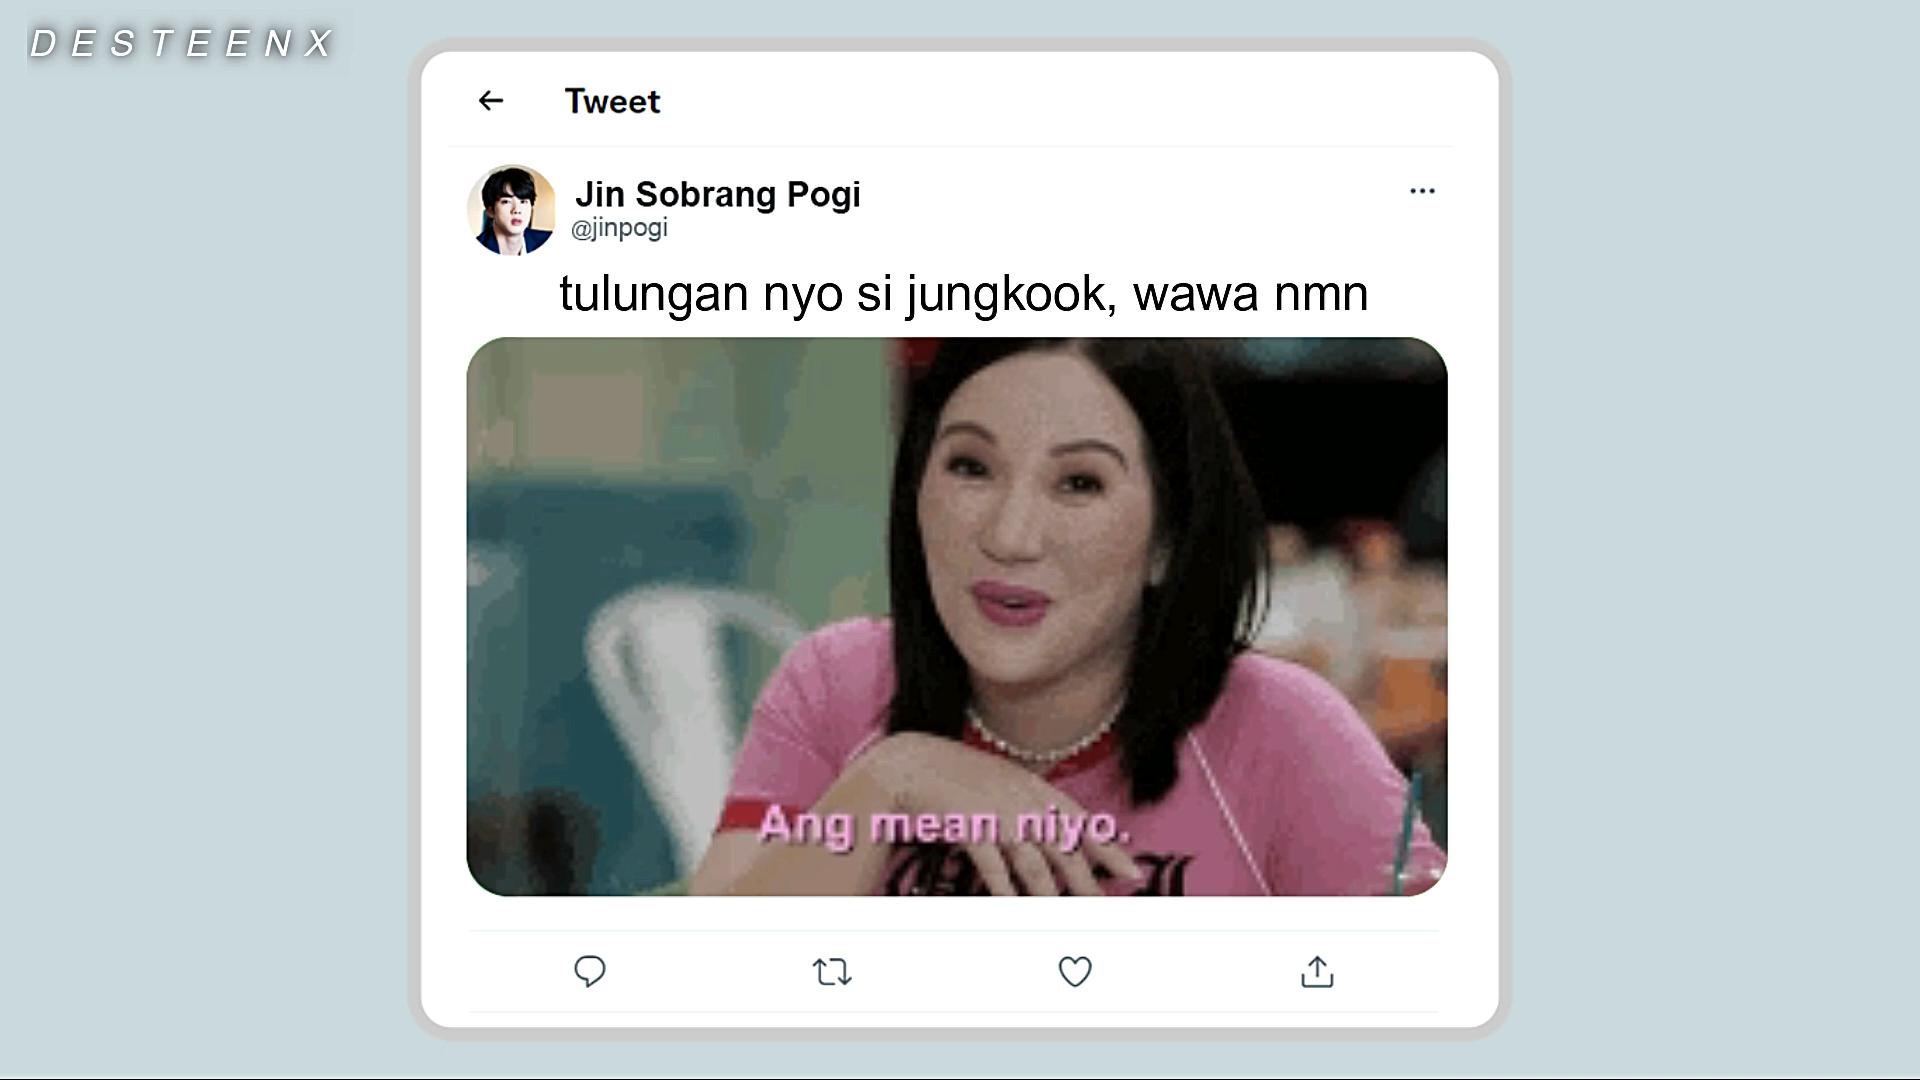 DESTEENX
Tweet
Jin Sobrang Pogi
@jinpogi
tulungan nyo si jungkook, wawa nmn
Ang mean niyo.